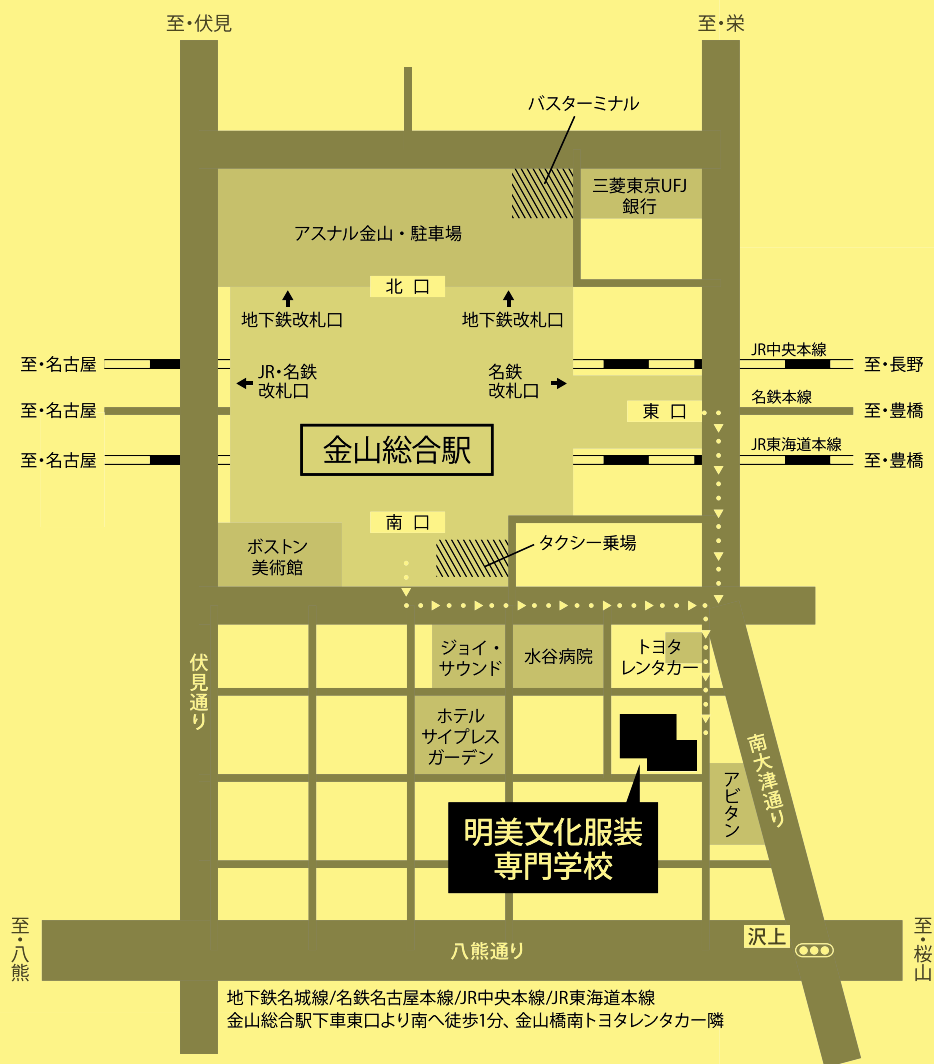 至・伏見
至・栄
バスターミナル
三菱東京UFJ
銀行
アスナル金山・駐車場
北 口
地下鉄改札口
地下鉄改札口
JR中央本線
至・名古屋
JR・名鉄
改札口
名鉄
改札口
至・長野
名鉄本線
至・名古屋
東 口
至・豊橋
JR東海道本線
至・名古屋
金山総合駅
至・豊橋
南 口
タクシー乗場
ボストン
美術館
ジョイ・
サウンド
水谷病院
トヨタ
レンタカー
伏見通り
ホテル
サイプレス
ガーデン
南大津通り
アビタン
明美文化服装
専門学校
至・八熊
八熊通り
沢上
至・桜山
地下鉄名城線/名鉄名古屋本線/JR中央本線/JR東海道本線
金山総合駅下車東口より南へ徒歩1分、金山橋南トヨタレンタカー隣